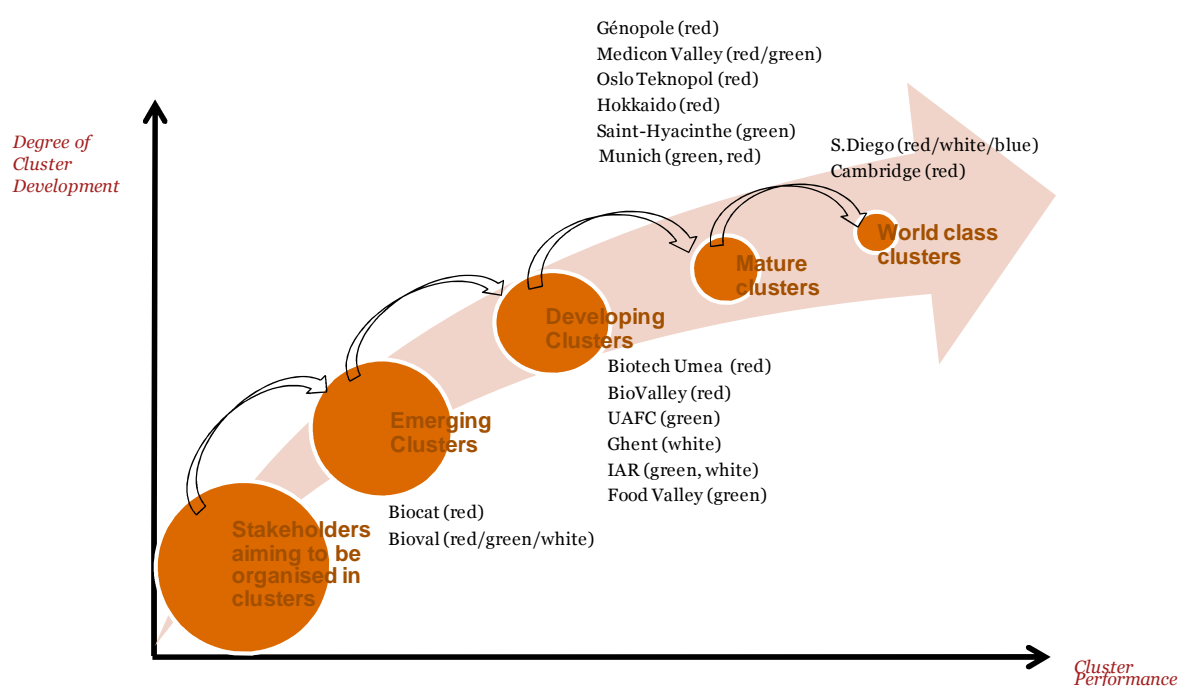 Génopole (red)
Medicon Valley (red/green)
Oslo Teknopol (red)
Hokkaido (red)
Saint-Hyacinthe (green)
Munich (green, red)
Degree of
Cluster
Development
S.Diego (red/white/blue)
Cambridge (red)
World class
clusters
Mature
clusters
Developing
Clusters
Biotech Umea (red)
BioValley (red)
UAFC (green)
Ghent (white)
IAR (green, white)
Food Valley (green)
Emerging
Clusters
Biocat (red)
Bioval (red/green/white)
Stakeholders
aiming to be
organised in
clusters
Cluster
Performance